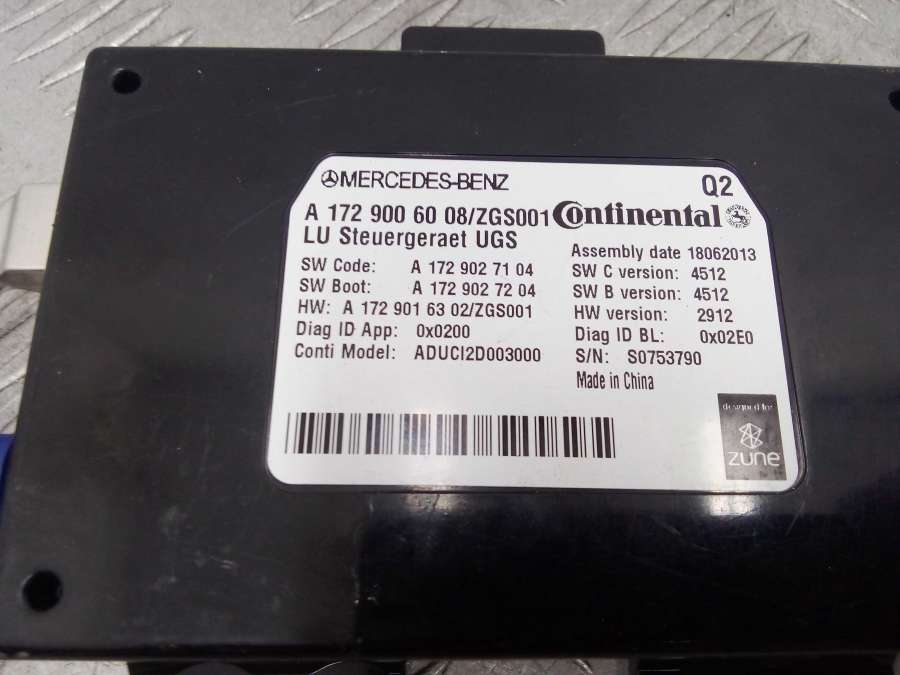 MERCEDES-BENZ
Q2
A 172 900 60 08/ZGS001
Continental
LU Steuergeraet UGS
Assembly date 18062013
SW Code: A 172 902 71 04
SW C version: 4512
SW Boot: A 172 902 72 04
SW B version: 4512
HW: A 172 901 63 02/ZGS001
HW version: 2912
Diag ID App: 0x0200
Diag ID BL: 0x02E0
Conti Model: ADUCI2D003000
S/N: S0753790
Made in China
designed for
zune